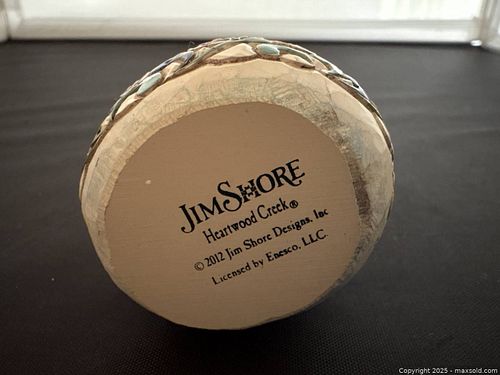 JIM SHORE
Heartwood Creek®
© 2012 Jim Shore Designs, Inc
Licensed by Enesco, LLC.
Copyright 2025 - maxsold.com